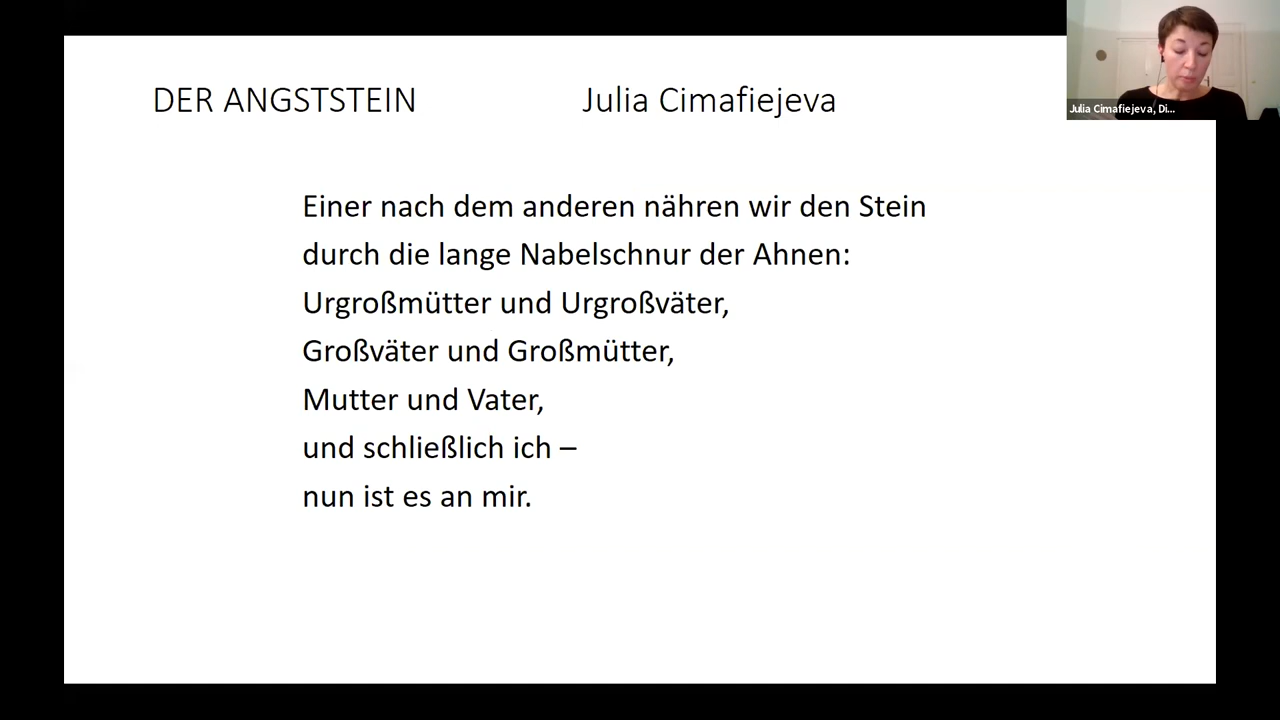 DER ANGSTSTEIN Julia Cimafiejeva
Julia Cimafiejeva, Di...
Einer nach dem anderen nähren wir den Stein
durch die lange Nabelschnur der Ahnen:
Urgroßmütter und Urgroßväter,
Großväter und Großmütter,
Mutter und Vater,
und schließlich ich –
nun ist es an mir.